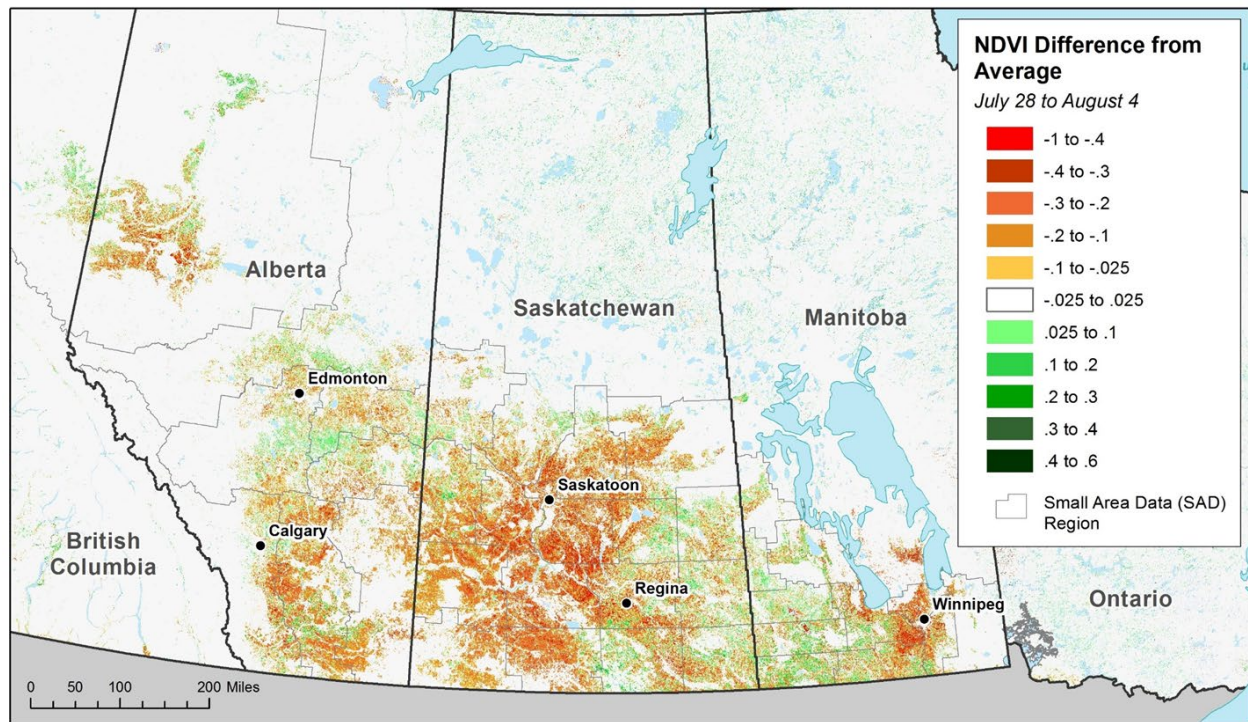 NDVI Difference from
Average
July 28 to August 4
-1 to -.4
-.4 to -.3
-.3 to -.2
-.2 to -.1
-.1 to -.025
-.025 to .025
.025 to .1
.1 to .2
.2 to .3
.3 to .4
.4 to .6
Small Area Data (SAD)
Region
Alberta
Saskatchewan
Manitoba
Edmonton
Saskatoon
Calgary
British
Columbia
Regina
Winnipeg
Ontario
0 50 100 200 Miles